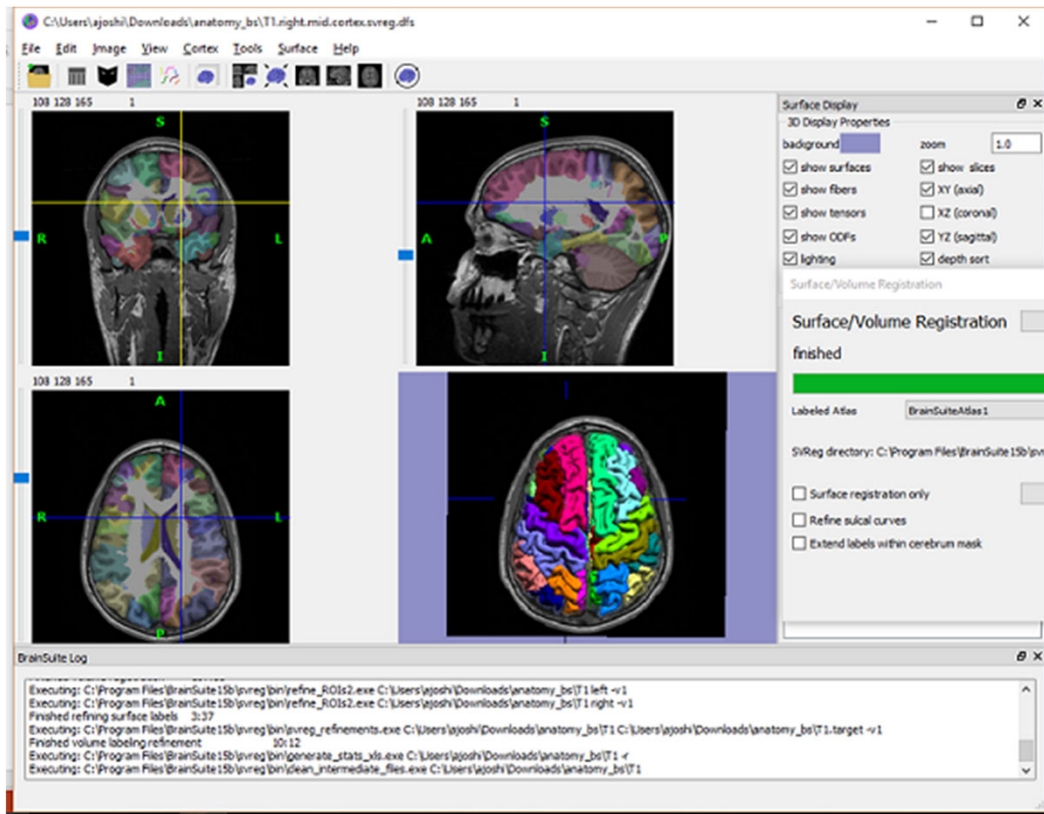 C:\Users\ajoshi\Downloads\anatomy_bs\T1.right.mid.cortex.svreg.dfs
File Edit Image View Cortex Tools Surface Help
108 128 165 1
S
R
L
I
108 128 165 1
S
A
P
I
108 128 165 1
A
R
L
P
Surface Display
3D Display Properties
background zoom 1.0
show surfaces show slices
show fibers XY (axial)
show tensors XZ (coronal)
show ODFs YZ (sagittal)
lighting depth sort
Surface/Volume Registration
Surface/Volume Registration
finished
Labeled Atlas BrainSuiteAtlas1
SVReg directory: C:\Program Files\BrainSuite15b\svr
Surface registration only
Refine sulcal curves
Extend labels within cerebrum mask
BrainSuite Log
Executing: C:\Program Files\BrainSuite15b\svreg\bin\refine_ROIs2.exe C:\Users\ajoshi\Downloads\anatomy_bs\T1 left -v1
Executing: C:\Program Files\BrainSuite15b\svreg\bin\refine_ROIs2.exe C:\Users\ajoshi\Downloads\anatomy_bs\T1 right -v1
Finished refining surface labels 3:37
Executing: C:\Program Files\BrainSuite15b\svreg\bin\svreg_refinements.exe C:\Users\ajoshi\Downloads\anatomy_bs\T1 C:\Users\ajoshi\Downloads\anatomy_bs\T1.target -v1
Finished volume labeling refinement 10:12
Executing: C:\Program Files\BrainSuite15b\svreg\bin\generate_stats_xls.exe C:\Users\ajoshi\Downloads\anatomy_bs\T1 -r
Executing: C:\Program Files\BrainSuite15b\svreg\bin\clean_intermediate_files.exe C:\Users\ajoshi\Downloads\anatomy_bs\T1